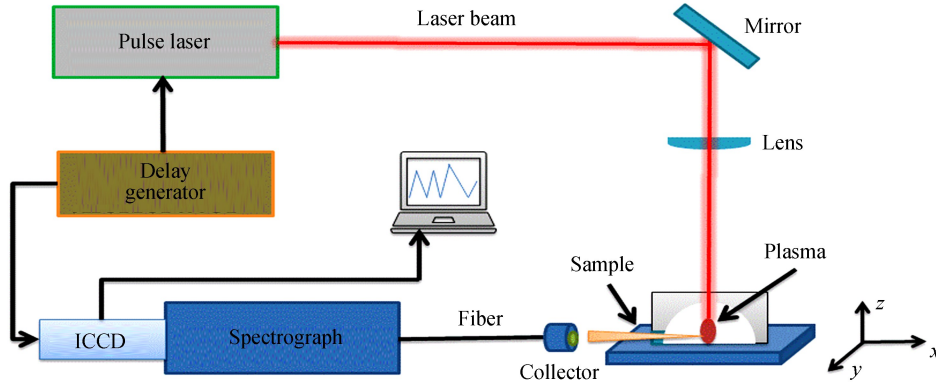 Laser beam
Mirror
Pulse laser
Lens
Delay
generator
Plasma
Sample
Fiber
ICCD
Spectrograph
Collector
z
x
y